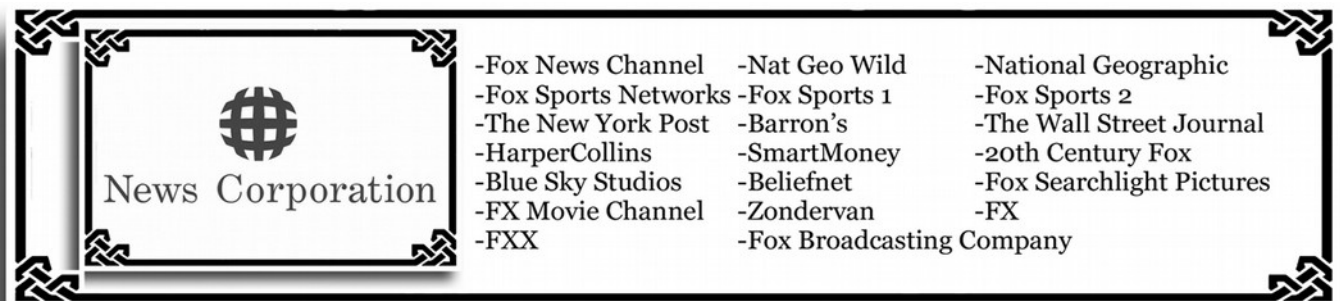 News Corporation
-Fox News Channel -Nat Geo Wild -National Geographic
-Fox Sports Networks -Fox Sports 1 -Fox Sports 2
-The New York Post -Barron’s -The Wall Street Journal
-HarperCollins -SmartMoney -20th Century Fox
-Blue Sky Studios -Beliefnet -Fox Searchlight Pictures
-FX Movie Channel -Zondervan -FX
-FXX -Fox Broadcasting Company